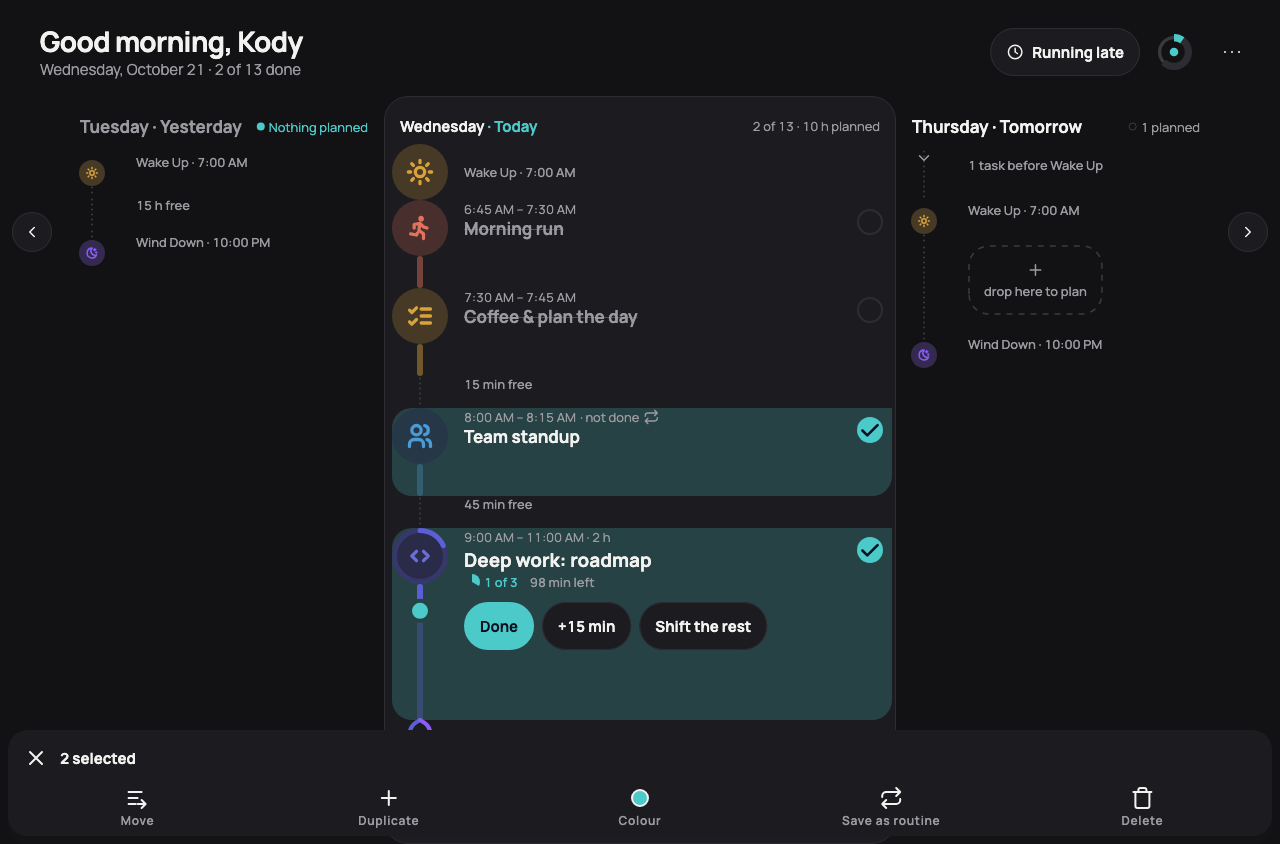 Good morning, Kody
Wednesday, October 21 · 2 of 13 done
Running late
Tuesday · Yesterday
Nothing planned
Wake Up · 7:00 AM
15 h free
Wind Down · 10:00 PM
Wednesday · Today
2 of 13 · 10 h planned
Wake Up · 7:00 AM
6:45 AM – 7:30 AM
Morning run
7:30 AM – 7:45 AM
Coffee & plan the day
15 min free
8:00 AM – 8:15 AM · not done
Team standup
45 min free
9:00 AM – 11:00 AM · 2 h
Deep work: roadmap
1 of 3 98 min left
Done
+15 min
Shift the rest
Thursday · Tomorrow
1 planned
1 task before Wake Up
Wake Up · 7:00 AM
drop here to plan
Wind Down · 10:00 PM
2 selected
Move
Duplicate
Colour
Save as routine
Delete